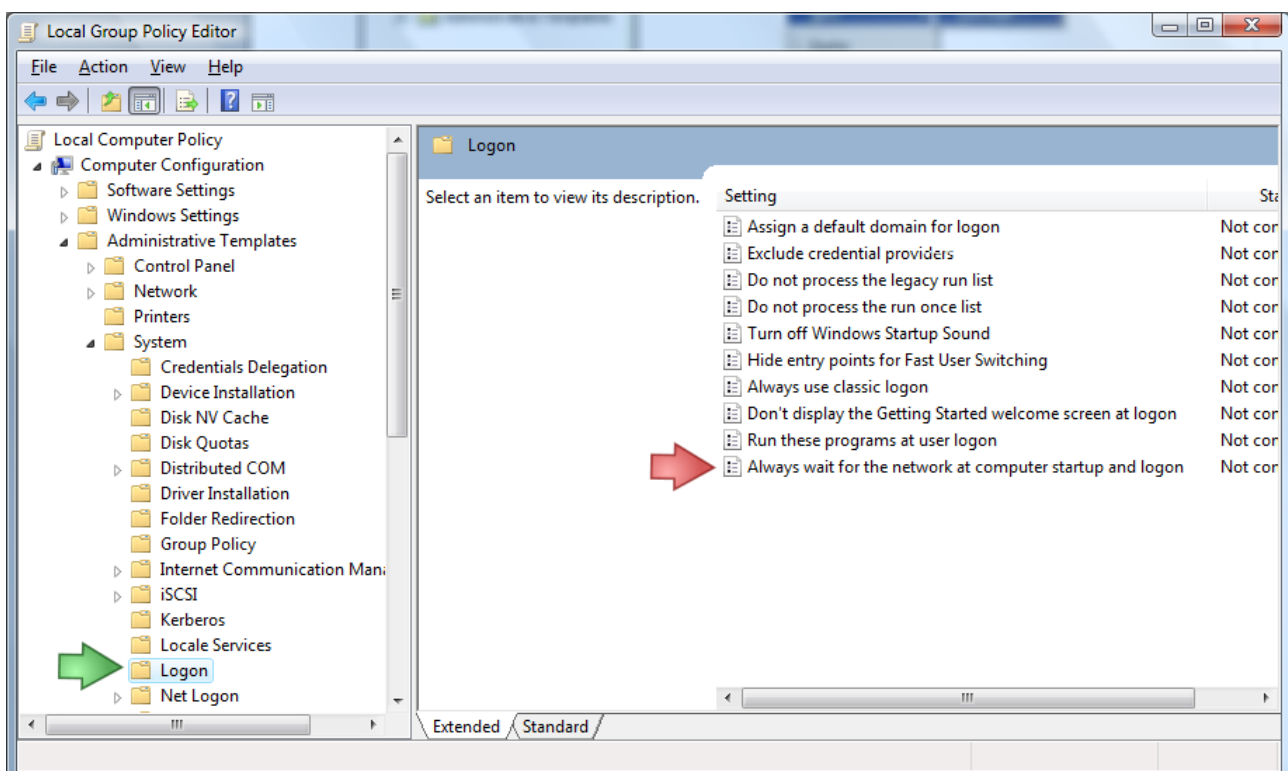 Local Group Policy Editor
File Action View Help
Local Computer Policy
Computer Configuration
Software Settings
Windows Settings
Administrative Templates
Control Panel
Network
Printers
System
Credentials Delegation
Device Installation
Disk NV Cache
Disk Quotas
Distributed COM
Driver Installation
Folder Redirection
Group Policy
Internet Communication Mana
iSCSI
Kerberos
Locale Services
Logon
Net Logon
Logon
Select an item to view its description.
Setting Sta
Assign a default domain for logon Not cor
Exclude credential providers Not cor
Do not process the legacy run list Not cor
Do not process the run once list Not cor
Turn off Windows Startup Sound Not cor
Hide entry points for Fast User Switching Not cor
Always use classic logon Not cor
Don't display the Getting Started welcome screen at logon Not cor
Run these programs at user logon Not cor
Always wait for the network at computer startup and logon Not cor
Extended Standard